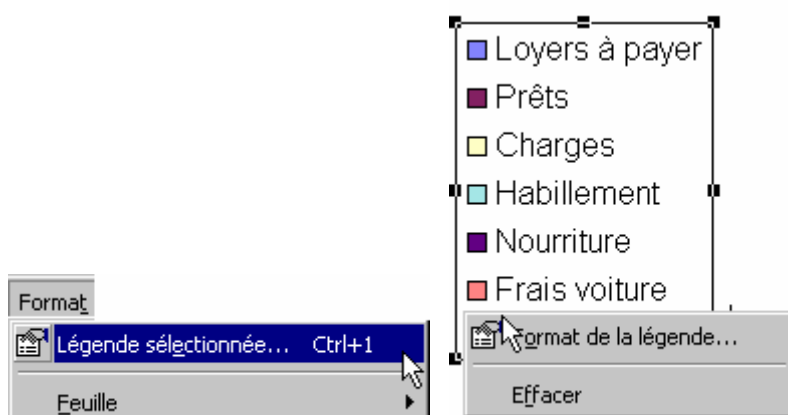 Loyers à payer
Prêts
Charges
Habillement
Nourriture
Frais voiture
Format
Légende sélectionnée... Ctrl+1
Feuille
Format de la légende...
Effacer